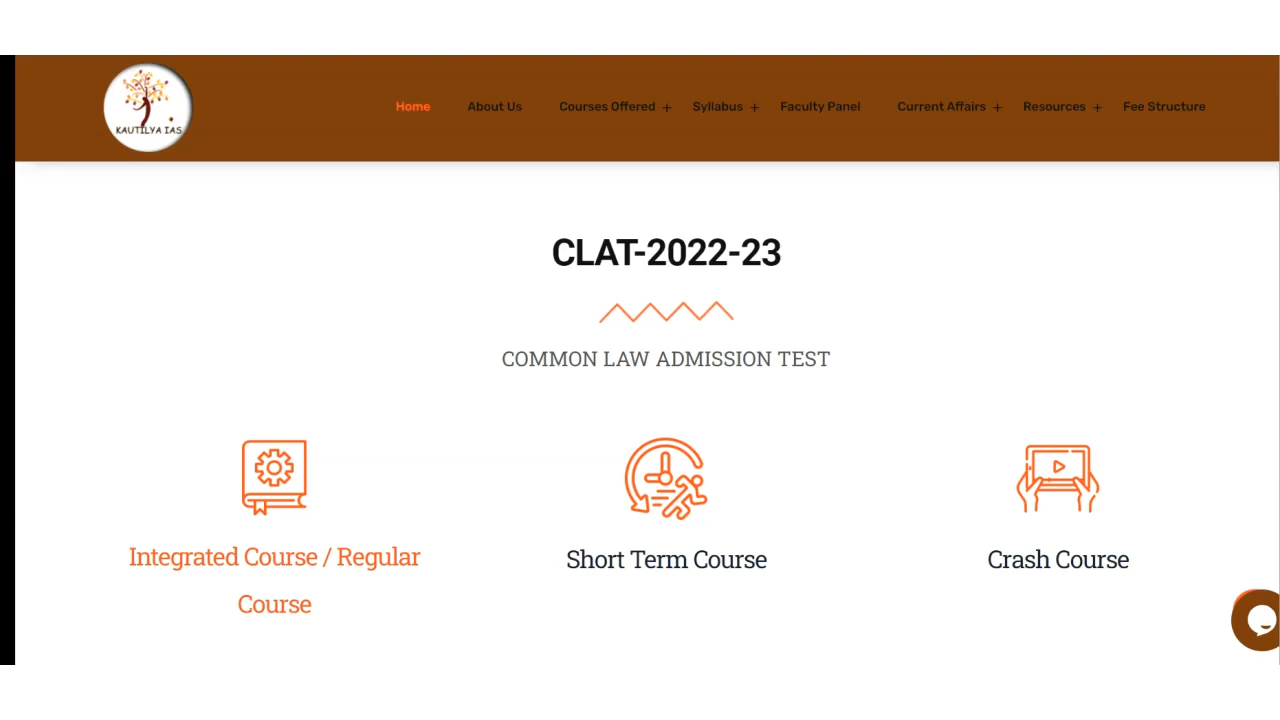 KAUTILYA IAS
Home About Us Courses Offered + Syllabus + Faculty Panel Current Affairs + Resources + Fee Structure
CLAT-2022-23
COMMON LAW ADMISSION TEST
Integrated Course / Regular
Course
Short Term Course
Crash Course